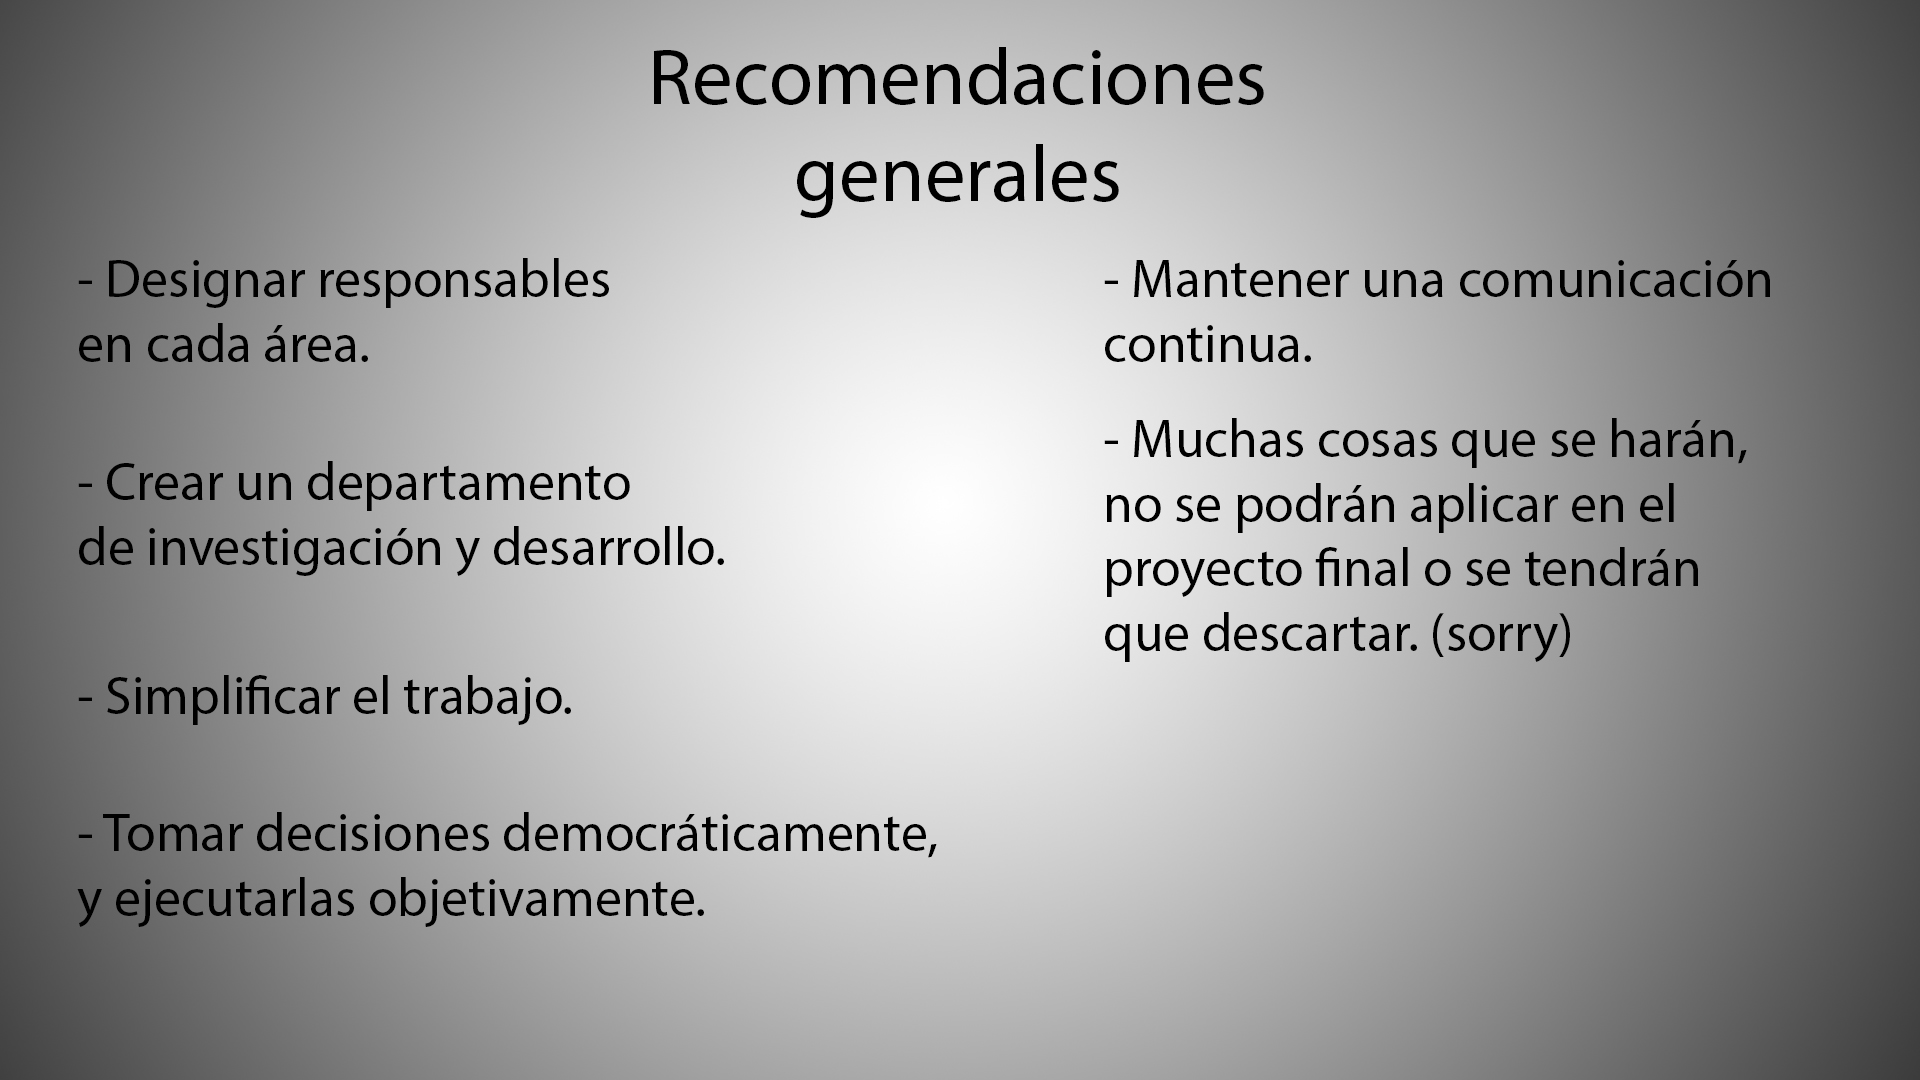 Recomendaciones
generales
- Designar responsables
en cada área.
- Crear un departamento
de investigación y desarrollo.
- Simplificar el trabajo.
- Tomar decisiones democráticamente,
y ejecutarlas objetivamente.
- Mantener una comunicación
continua.
- Muchas cosas que se harán,
no se podrán aplicar en el
proyecto final o se tendrán
que descartar. (sorry)